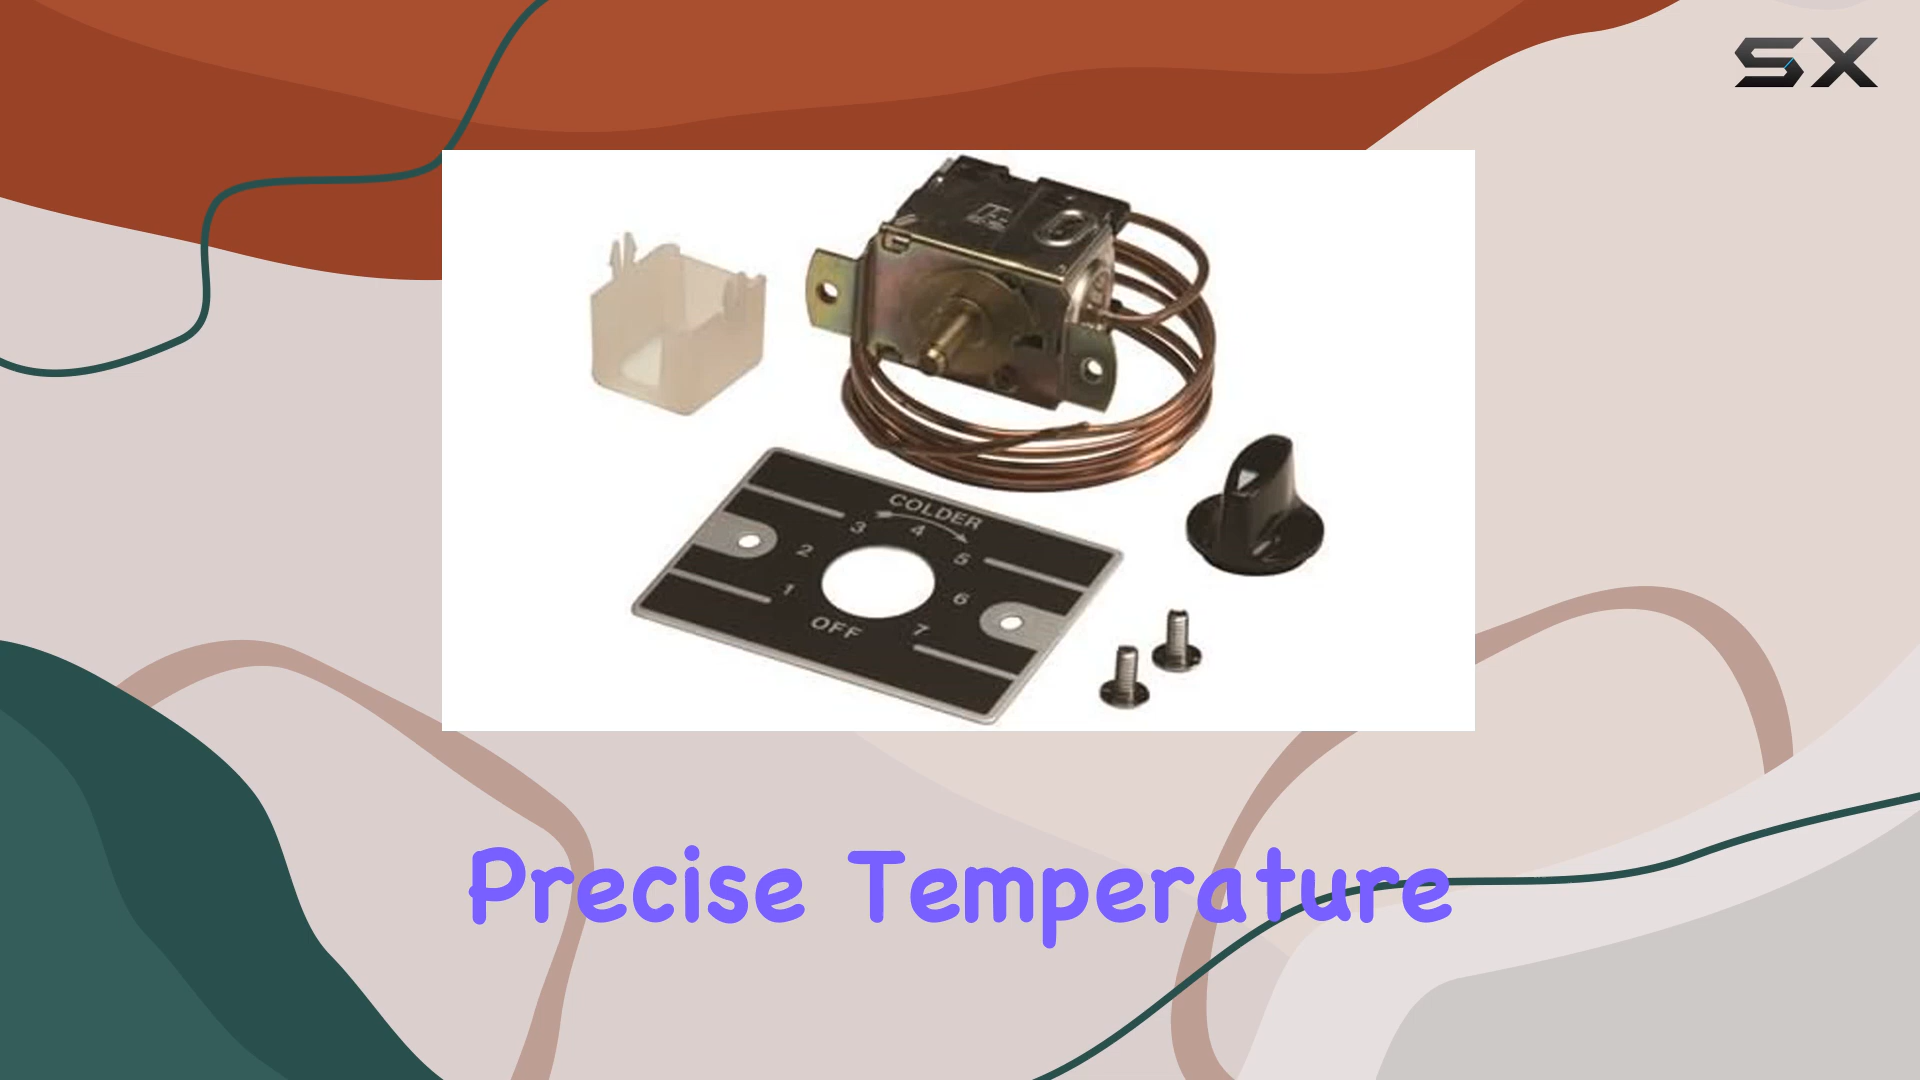 SX
COLDER
3 4 5
2
1 6
OFF 7
Precise Temperature